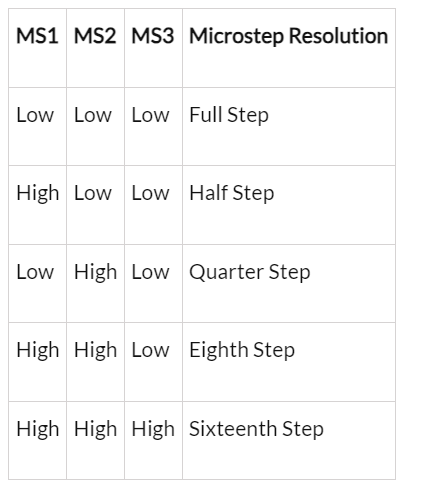 MS1 MS2 MS3 Microstep Resolution
Low Low Low Full Step
High Low Low Half Step
Low High Low Quarter Step
High High Low Eighth Step
High High High Sixteenth Step